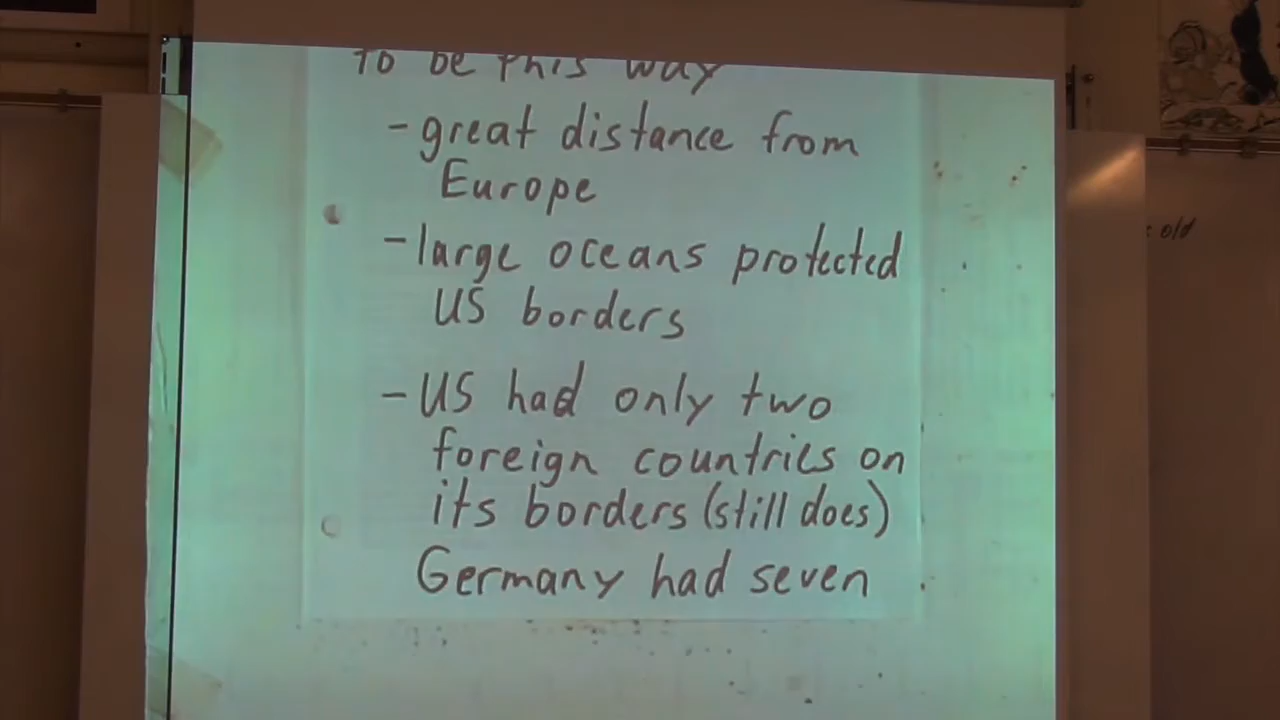 to be this way
- great distance from
Europe
- large oceans protected
US borders
- US had only two
foreign countries on
its borders (still does)
Germany had seven
old